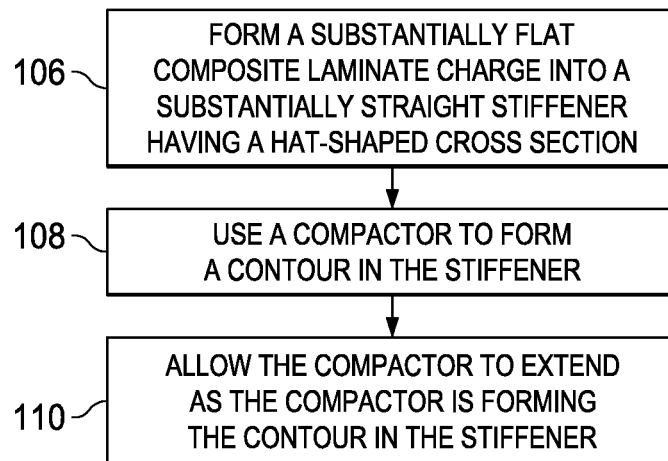 106
FORM A SUBSTANTIALLY FLAT
COMPOSITE LAMINATE CHARGE INTO A
SUBSTANTIALLY STRAIGHT STIFFENER
HAVING A HAT-SHAPED CROSS SECTION
108
USE A COMPACTOR TO FORM
A CONTOUR IN THE STIFFENER
110
ALLOW THE COMPACTOR TO EXTEND
AS THE COMPACTOR IS FORMING
THE CONTOUR IN THE STIFFENER